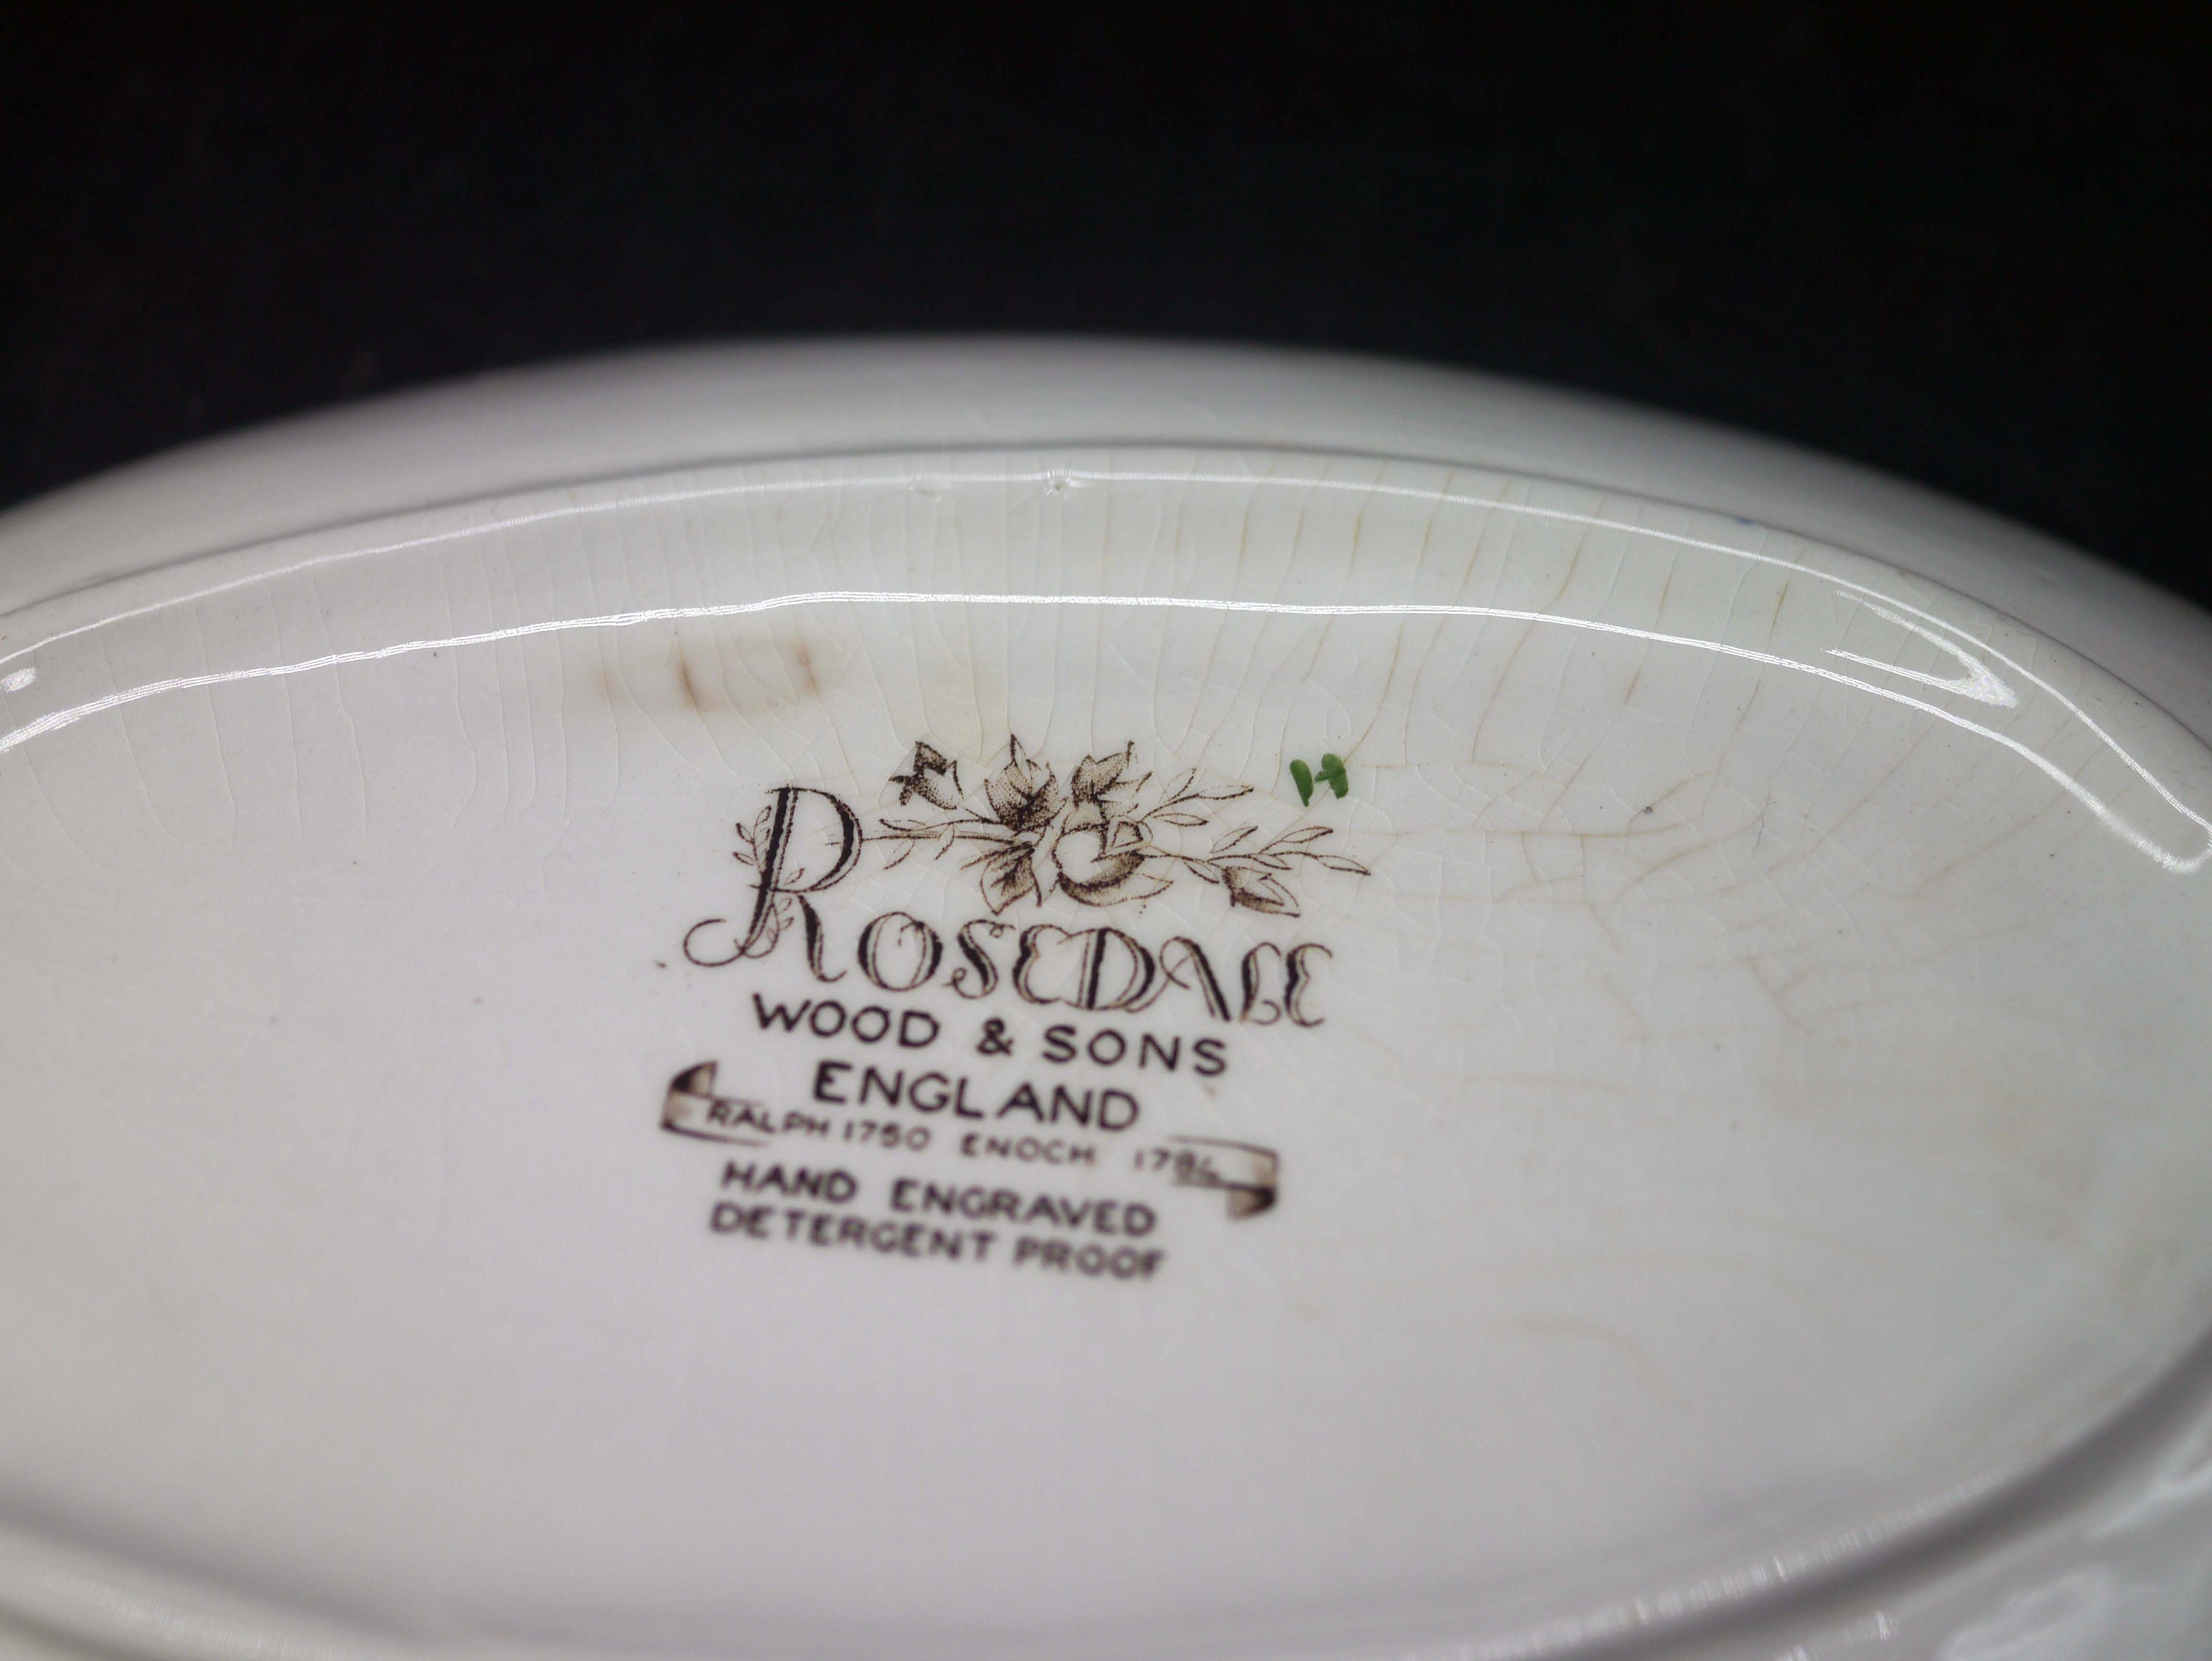 H
ROSEDALE
WOOD & SONS
ENGLAND
RALPH 1750 ENOCH 1784
HAND ENGRAVED
DETERGENT PROOF